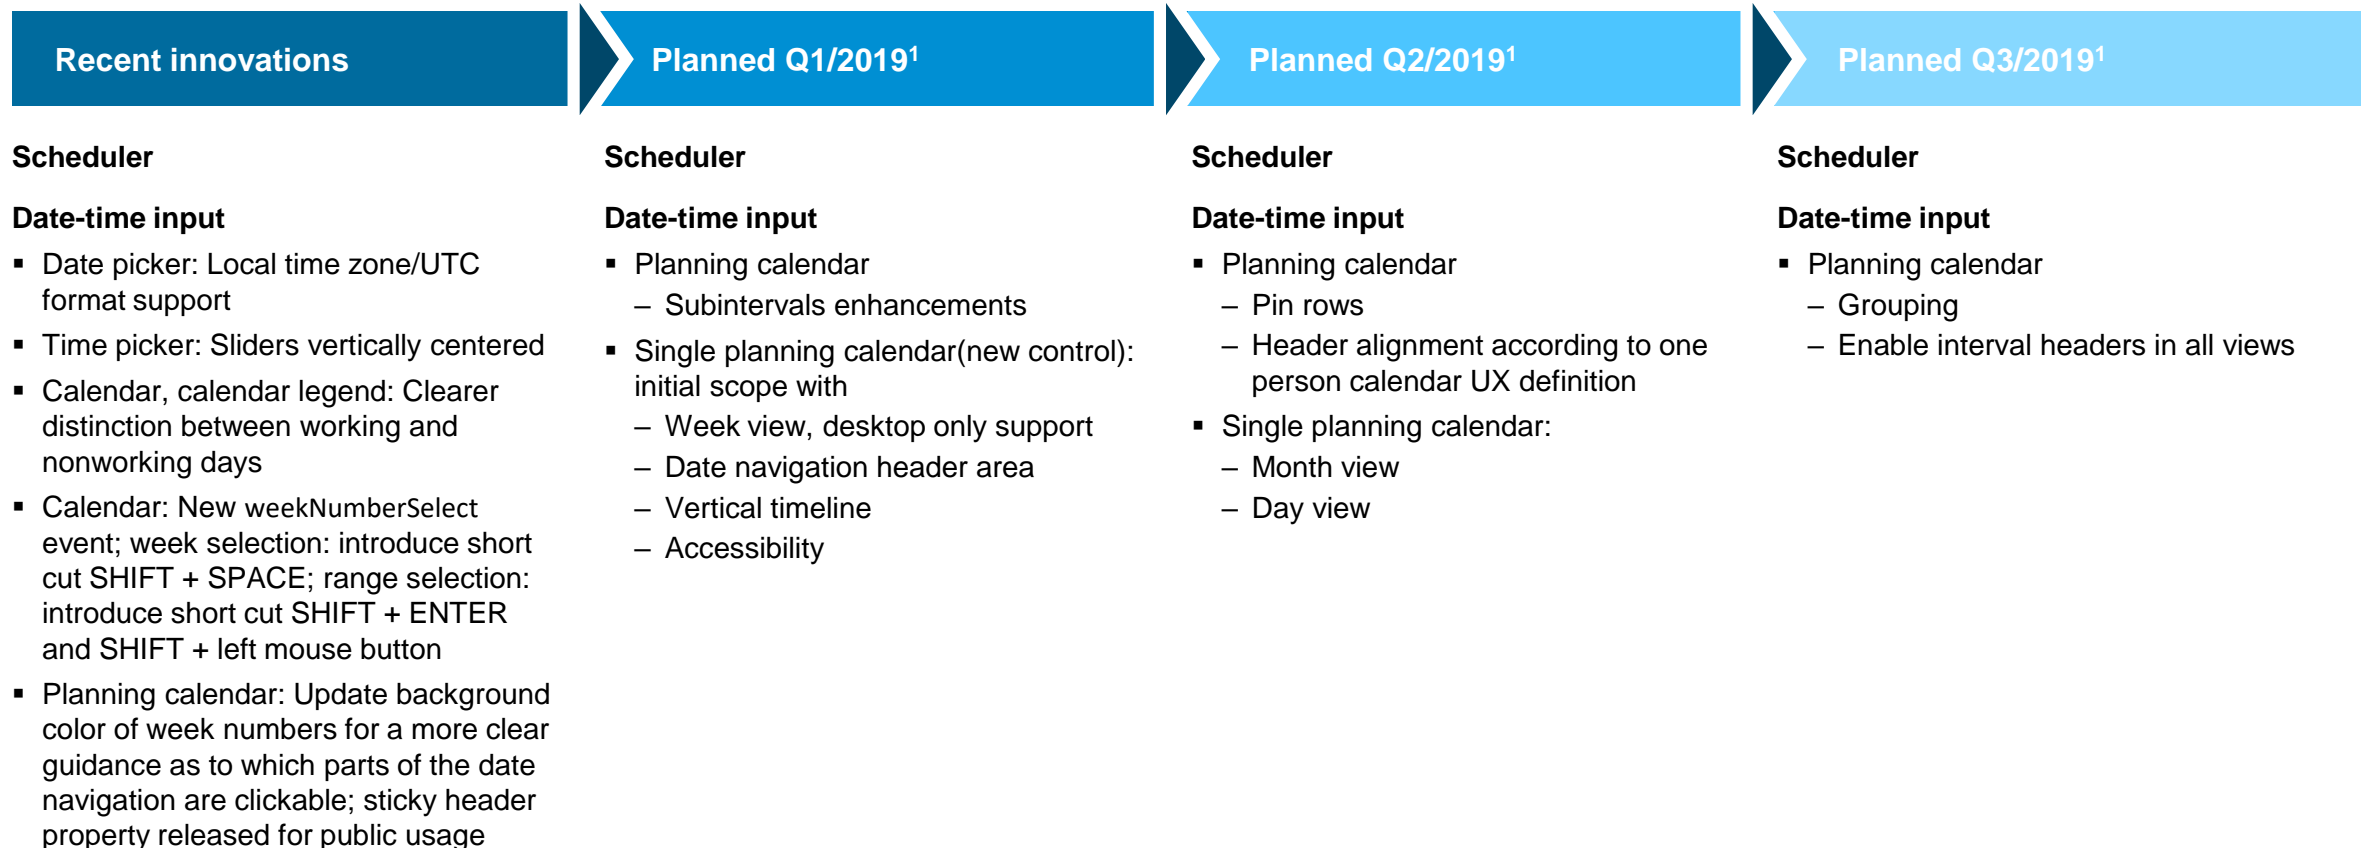 Recent innovations
Planned Q1/2019¹
Planned Q2/2019¹
Planned Q3/2019¹
Scheduler
Date-time input
▪ Date picker: Local time zone/UTC
format support
▪ Time picker: Sliders vertically centered
▪ Calendar, calendar legend: Clearer
distinction between working and
nonworking days
▪ Calendar: New weekNumberSelect
event; week selection: introduce short
cut SHIFT + SPACE; range selection:
introduce short cut SHIFT + ENTER
and SHIFT + left mouse button
▪ Planning calendar: Update background
color of week numbers for a more clear
guidance as to which parts of the date
navigation are clickable; sticky header
property released for public usage
Scheduler
Date-time input
▪ Planning calendar
– Subintervals enhancements
▪ Single planning calendar(new control):
initial scope with
– Week view, desktop only support
– Date navigation header area
– Vertical timeline
– Accessibility
Scheduler
Date-time input
▪ Planning calendar
– Pin rows
– Header alignment according to one
person calendar UX definition
▪ Single planning calendar:
– Month view
– Day view
Scheduler
Date-time input
▪ Planning calendar
– Grouping
– Enable interval headers in all views